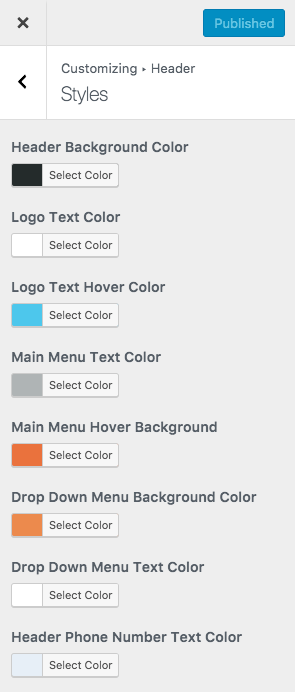 Published
Customizing ▸ Header
Styles
Header Background Color
Select Color
Logo Text Color
Select Color
Logo Text Hover Color
Select Color
Main Menu Text Color
Select Color
Main Menu Hover Background
Select Color
Drop Down Menu Background Color
Select Color
Drop Down Menu Text Color
Select Color
Header Phone Number Text Color
Select Color